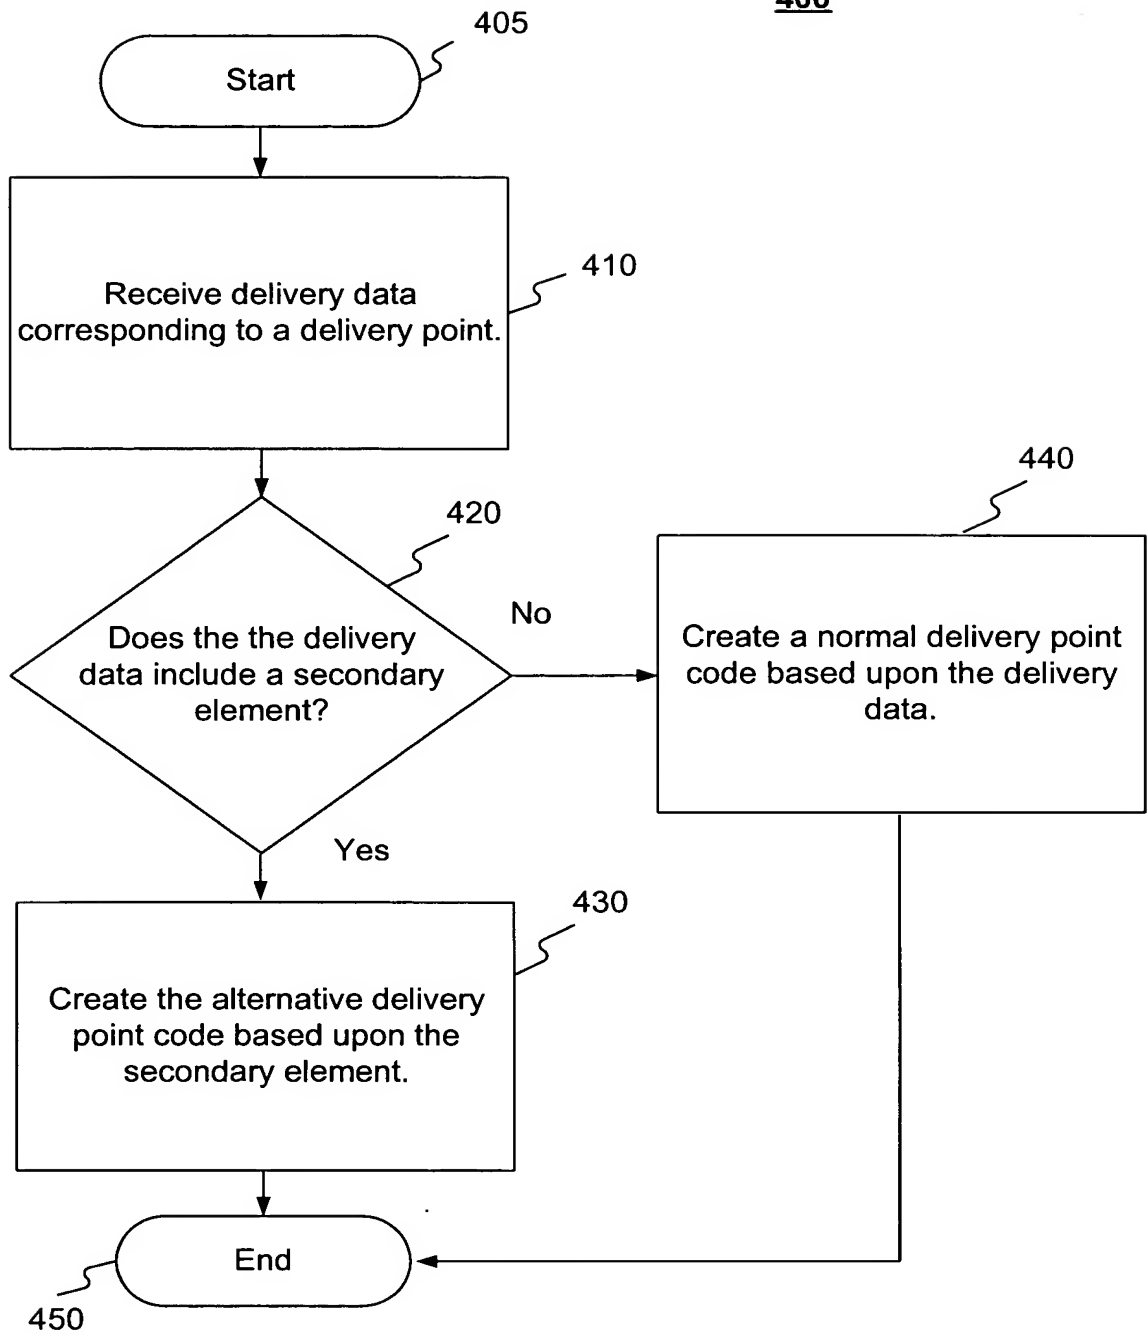 405
Start
410
Receive delivery data
corresponding to a delivery point.
440
420
No
Does the the delivery
data include a secondary
element?
Create a normal delivery point
code based upon the delivery
data.
Yes
430
Create the alternative delivery
point code based upon the
secondary element.
End
450